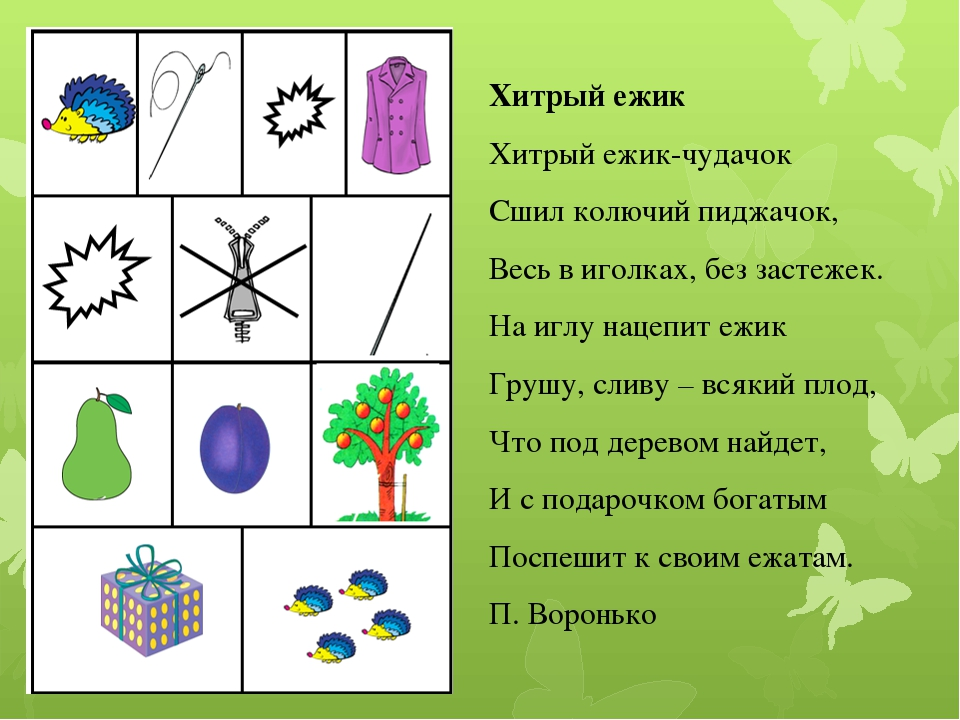 Хитрый ежик
Хитрый ежик-чудачок
Сшил колючий пиджачок,
Весь в иголках, без застежек.
На иглу нацепит ежик
Грушу, сливу – всякий плод,
Что под деревом найдет,
И с подарочком богатым
Поспешит к своим ежатам.
П. Воронько